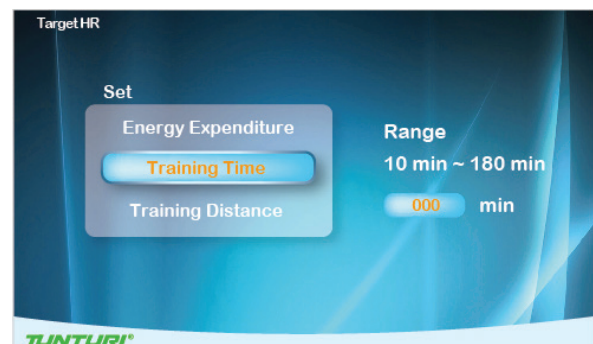 Target HR
Set
Energy Expenditure
Training Time
Training Distance
Range
10 min ~ 180 min
000 min
TUNTURI®